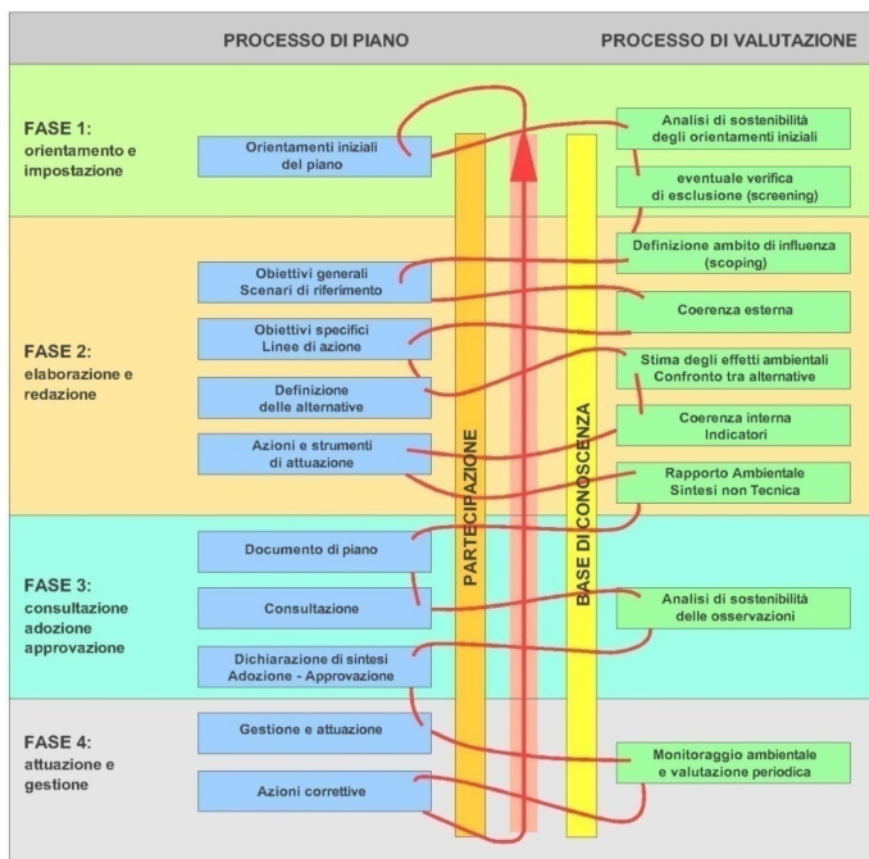 PROCESSO DI PIANO
PROCESSO DI VALUTAZIONE
FASE 1:
orientamento e
impostazione
Orientamenti iniziali
del piano
Analisi di sostenibilità
degli orientamenti iniziali
eventuale verifica
di esclusione (screening)
FASE 2:
elaborazione e
redazione
Definizione ambito di influenza
(scoping)
Obiettivi generali
Scenari di riferimento
Coerenza esterna
Obiettivi specifici
Linee di azione
Stima degli effetti ambientali
Confronto tra alternative
Definizione
delle alternative
Coerenza interna
Indicatori
Azioni e strumenti
di attuazione
Rapporto Ambientale
Sintesi non Tecnica
PARTECIPAZIONE
BASE DI CONOSCENZA
FASE 3:
consultazione
adozione
approvazione
Documento di piano
Consultazione
Analisi di sostenibilità
delle osservazioni
Dichiarazione di sintesi
Adozione - Approvazione
FASE 4:
attuazione e
gestione
Gestione e attuazione
Monitoraggio ambientale
e valutazione periodica
Azioni correttive